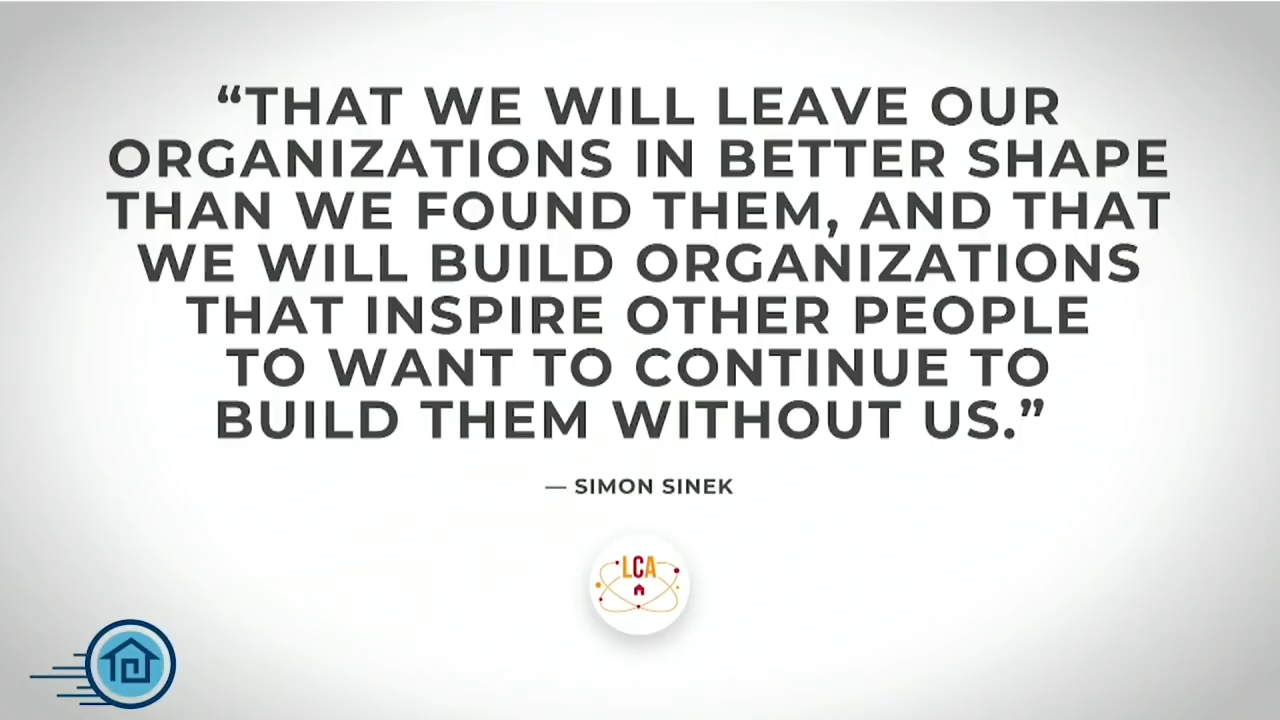 “THAT WE WILL LEAVE OUR
ORGANIZATIONS IN BETTER SHAPE
THAN WE FOUND THEM, AND THAT
WE WILL BUILD ORGANIZATIONS
THAT INSPIRE OTHER PEOPLE
TO WANT TO CONTINUE TO
BUILD THEM WITHOUT US.”
— SIMON SINEK
LCA